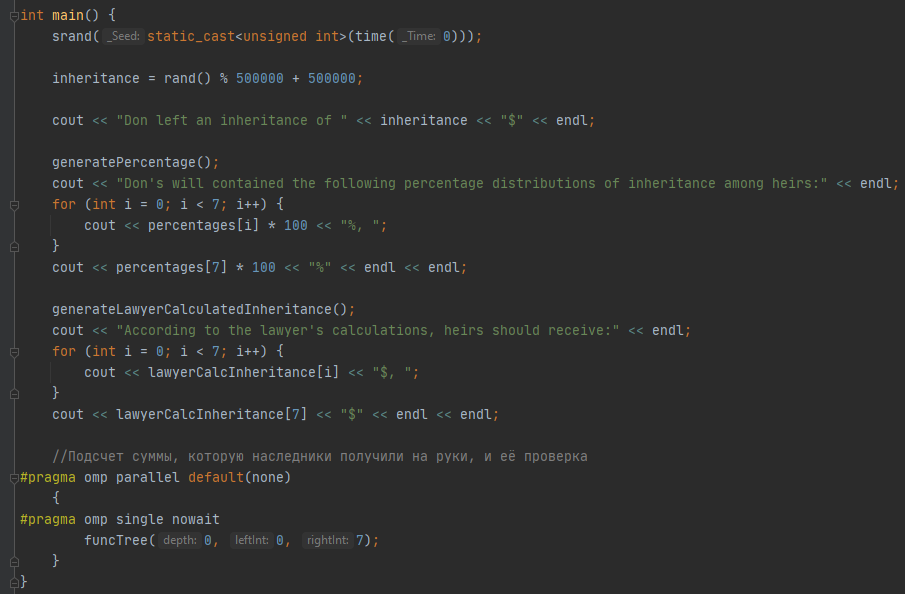 int main() {
    srand( _Seed: static_cast<unsigned int>(time( _Time: 0)));
    inheritance = rand() % 500000 + 500000;
    cout << "Don left an inheritance of " << inheritance << "$" << endl;
    generatePercentage();
    cout << "Don's will contained the following percentage distributions of inheritance among heirs:" << endl;
    for (int i = 0; i < 7; i++) {
        cout << percentages[i] * 100 << "%, ";
    }
    cout << percentages[7] * 100 << "%" << endl << endl;
    generateLawyerCalculatedInheritance();
    cout << "According to the lawyer's calculations, heirs should receive:" << endl;
    for (int i = 0; i < 7; i++) {
        cout << lawyerCalcInheritance[i] << "$, ";
    }
    cout << lawyerCalcInheritance[7] << "$" << endl << endl;
    //Подсчет суммы, которую наследники получили на руки, и её проверка
#pragma omp parallel default(none)
    {
#pragma omp single nowait
        funcTree( depth: 0, leftInt: 0, rightInt: 7);
    }
}